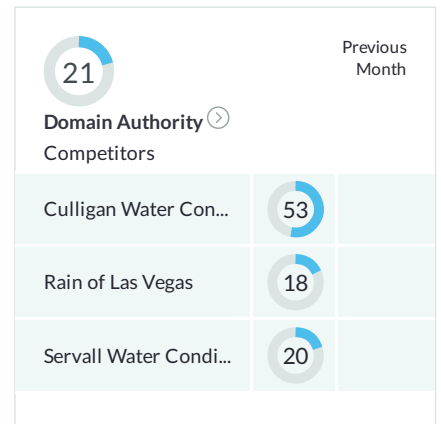 21
Previous
Month
Domain Authority
Competitors
Culligan Water Con... 53
Rain of Las Vegas 18
Servall Water Condi... 20